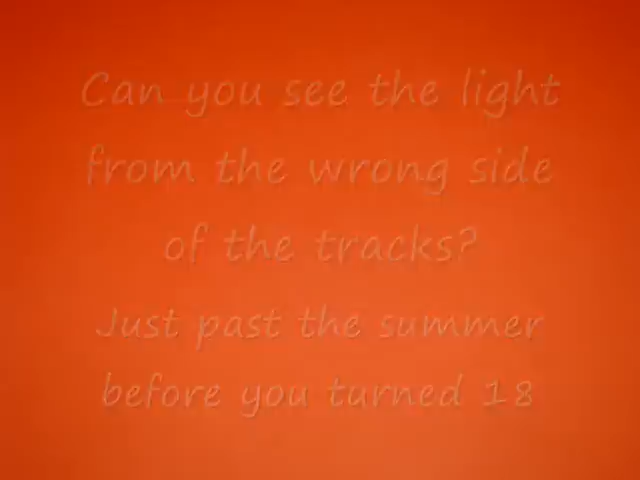 Can you see the light
from the wrong side
of the tracks?
Just past the summer
before you turned 18